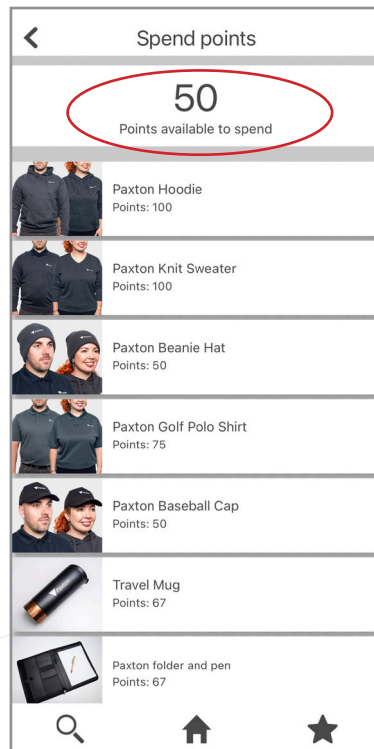 Spend points
50
Points available to spend
Paxton Hoodie
Points: 100
Paxton Knit Sweater
Points: 100
Paxton Beanie Hat
Points: 50
Paxton Golf Polo Shirt
Points: 75
Paxton Baseball Cap
Points: 50
Travel Mug
Points: 67
Paxton
Paxton folder and pen
Points: 67